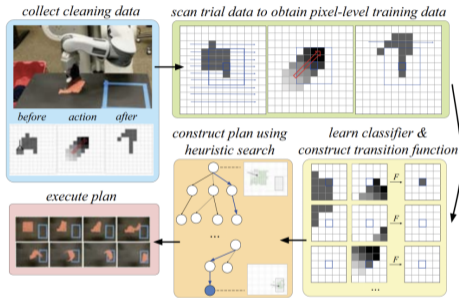 collect cleaning data
scan trial data to obtain pixel-level training data
before action after
construct plan using
heuristic search
learn classifier &
construct transition function
execute plan
F
F
F
...
...